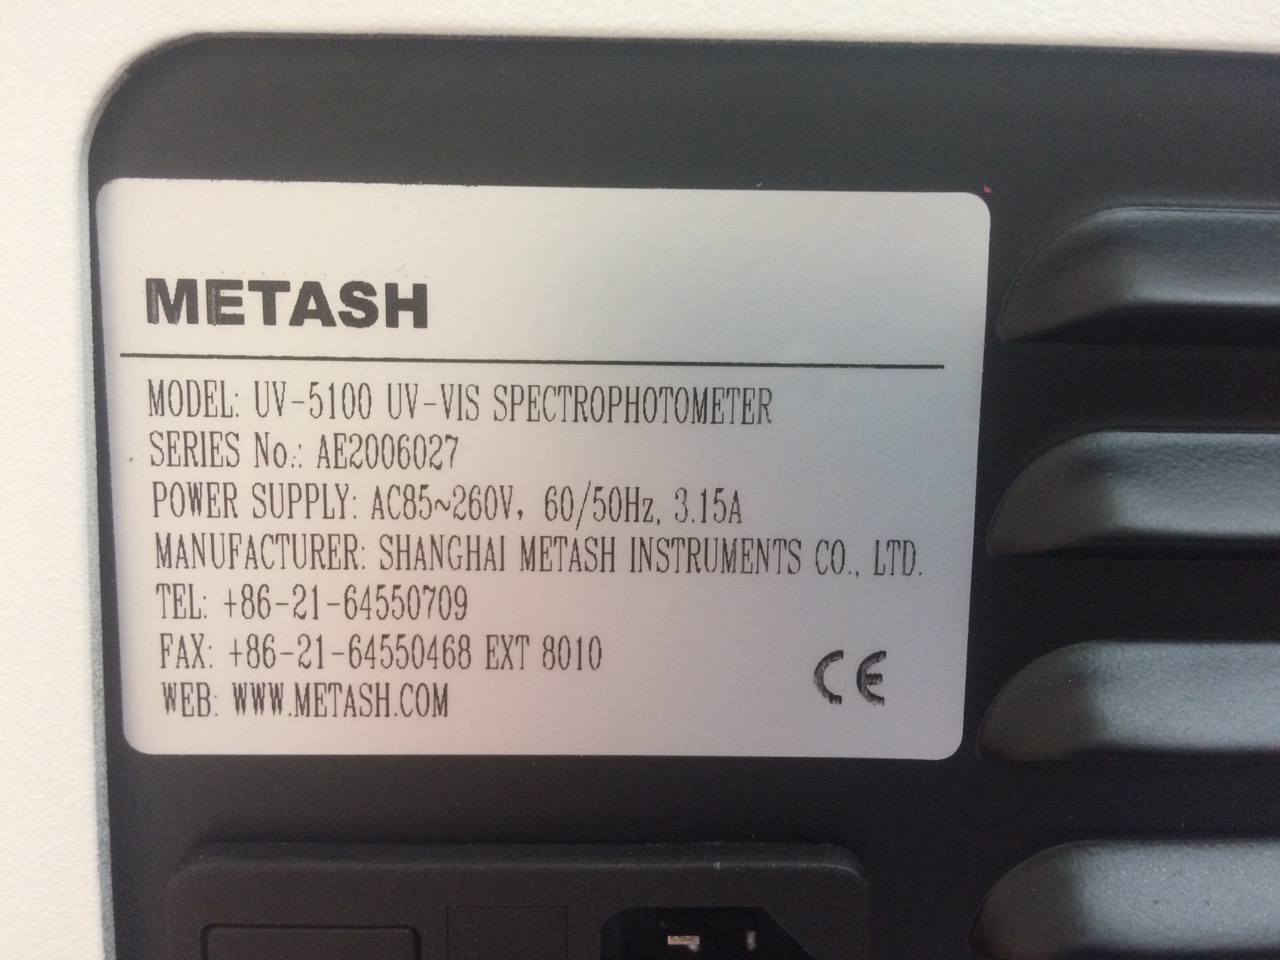 METASH
MODEL: UV-5100 UV-VIS SPECTROPHOTOMETER
SERIES No.: AE2006027
POWER SUPPLY: AC85~260V, 60/50Hz, 3.15A
MANUFACTURER: SHANGHAI METASH INSTRUMENTS CO., LTD.
TEL: +86-21-64550709
FAX: +86-21-64550468 EXT 8010
WEB: WWW.METASH.COM
CE